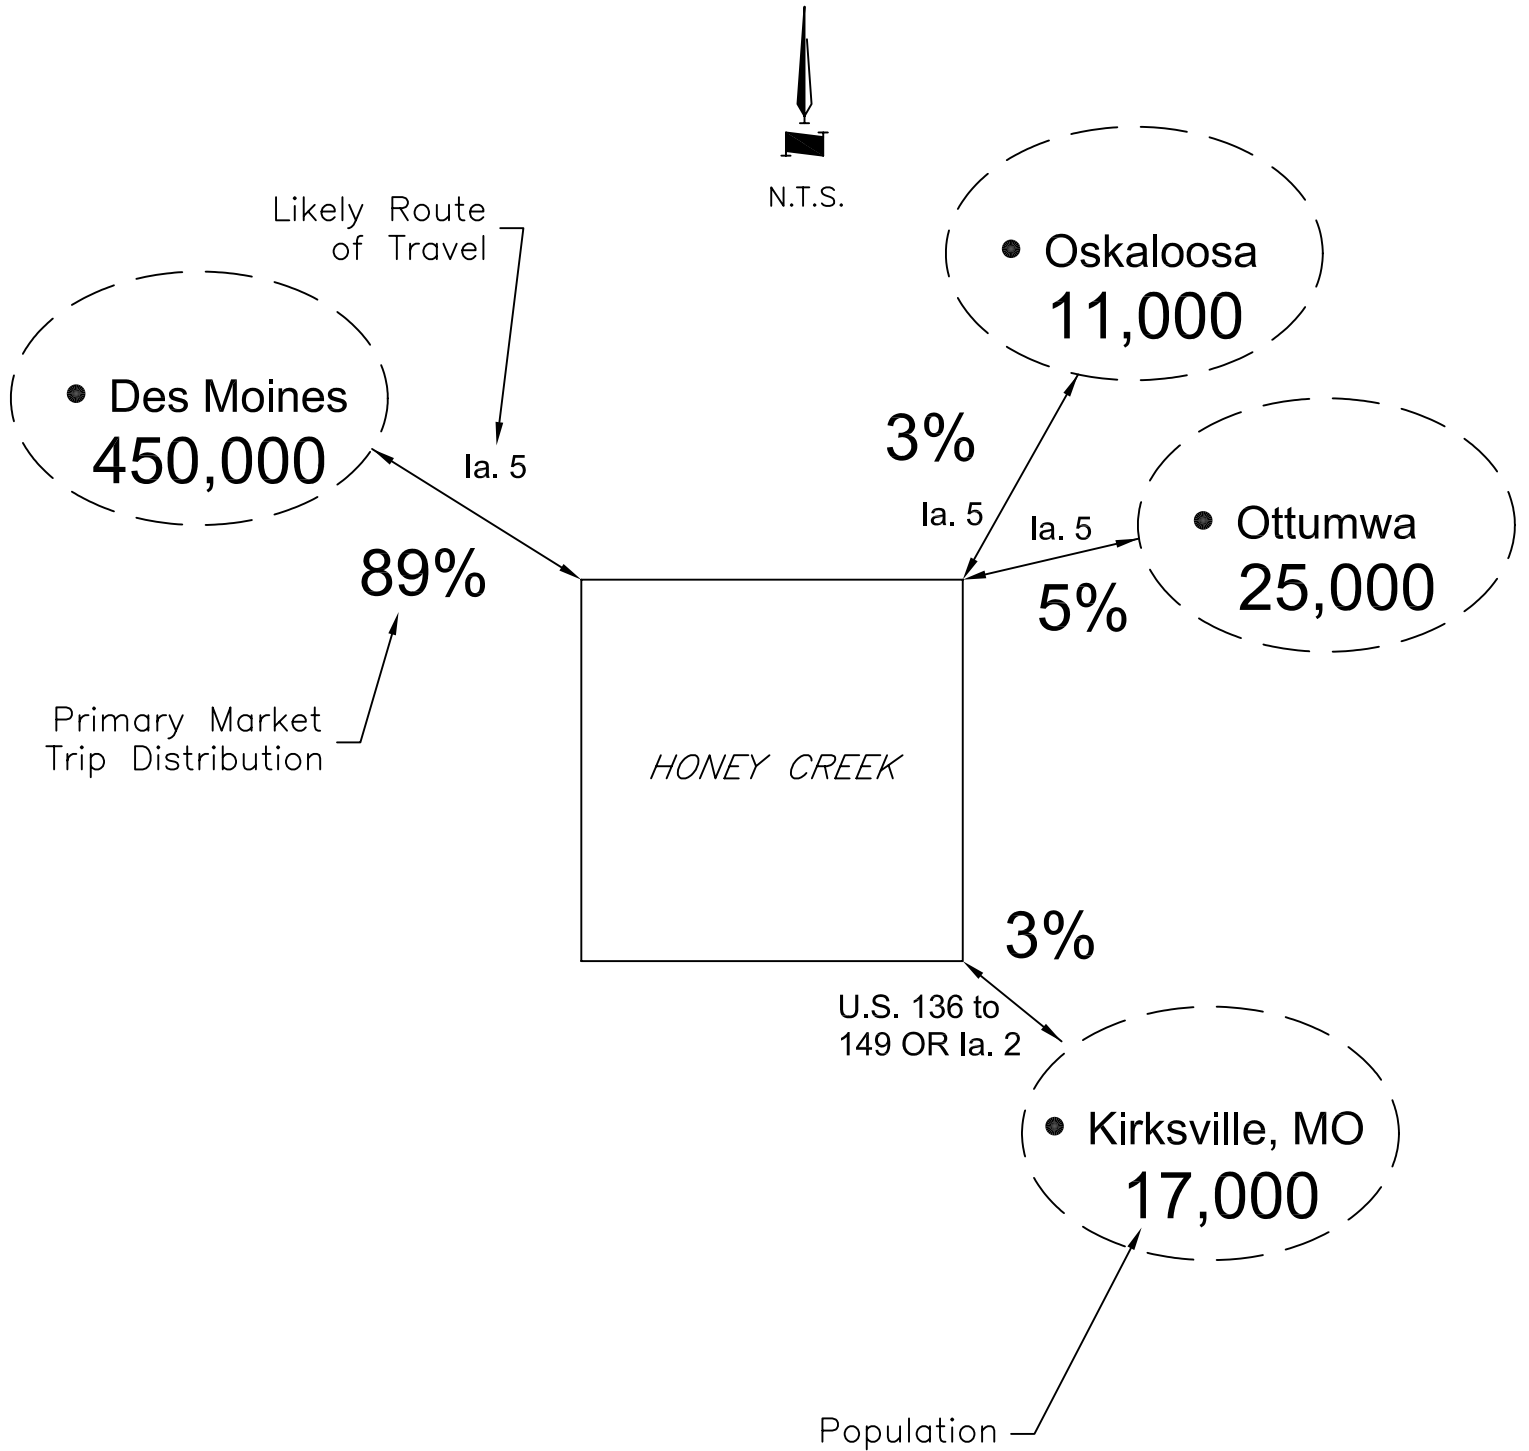 N.T.S.
Likely Route
of Travel
Oskaloosa
11,000
Des Moines
450,000
Ia. 5
3%
Ia. 5
Ia. 5
Ottumwa
25,000
89%
5%
Primary Market
Trip Distribution
HONEY CREEK
3%
U.S. 136 to
149 OR Ia. 2
Kirksville, MO
17,000
Population